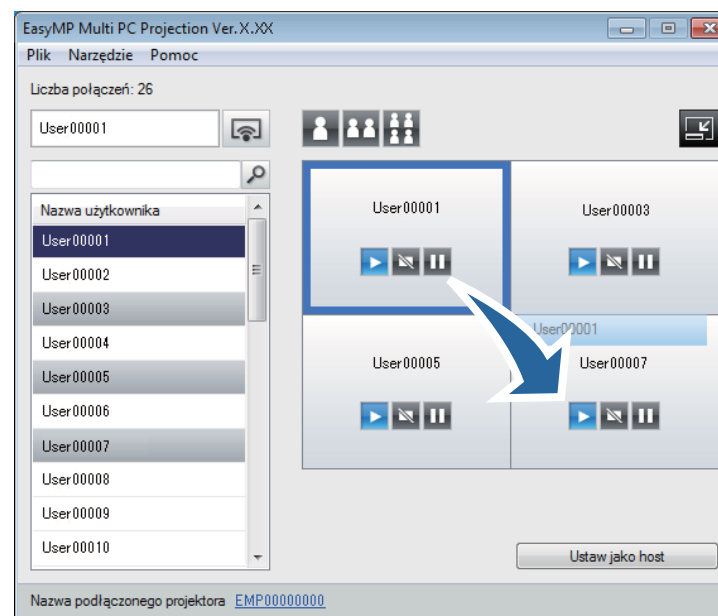 EasyMP Multi PC Projection Ver.X.XX
Plik Narzędzie Pomoc
Liczba połączeń: 26
User00001
Nazwa użytkownika
User00001
User00002
User00003
User00004
User00005
User00006
User00007
User00008
User00009
User00010
User00001
User00003
User00001
User00005
User00007
Ustaw jako host
Nazwa podłączonego projektora EMP00000000